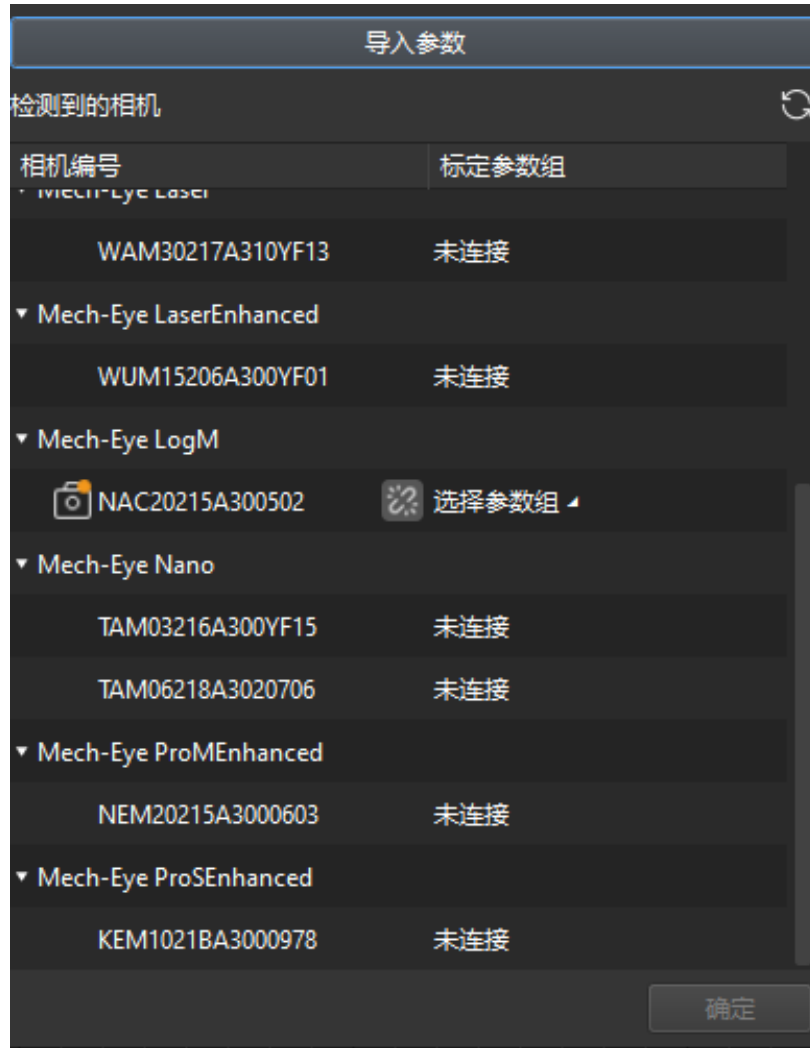 导入参数
检测到的相机
相机编号 标定参数组
Mech-Eye Laser
WAM30217A310YF13 未连接
Mech-Eye LaserEnhanced
WUM15206A300YF01 未连接
Mech-Eye LogM
NAC20215A300502 选择参数组
Mech-Eye Nano
TAM03216A300YF15 未连接
TAM06218A3020706 未连接
Mech-Eye ProMEnhanced
NEM20215A3000603 未连接
Mech-Eye ProSEnhanced
KEM1021BA3000978 未连接
确定